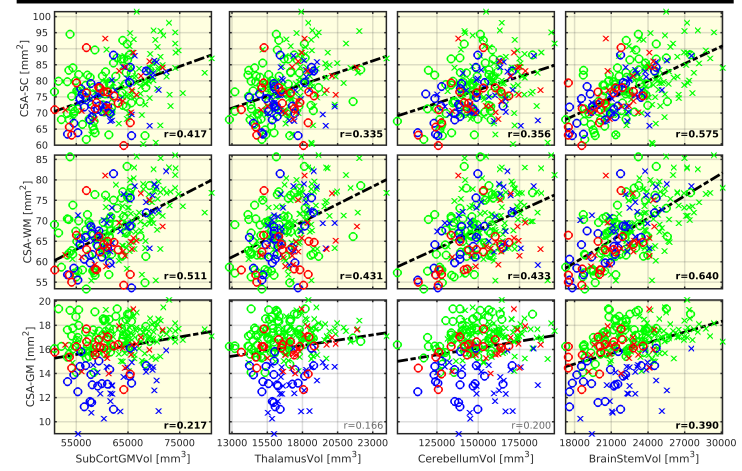 100
95
90
85
80
75
70
65
60
CSA-SC [mm²]
r=0.417
r=0.335
r=0.356
r=0.575
85
80
75
70
65
60
55
CSA-WM [mm²]
r=0.511
r=0.431
r=0.433
r=0.640
20
18
16
14
12
10
CSA-GM [mm²]
r=0.217
r=0.166
r=0.200
r=0.390
55000 65000 75000 13000 15500 18000 20500 23000 125000 150000 175000 18000 21000 24000 27000 30000
SubCortGMVol [mm³] ThalamusVol [mm³] CerebellumVol [mm³] BrainStemVol [mm³]